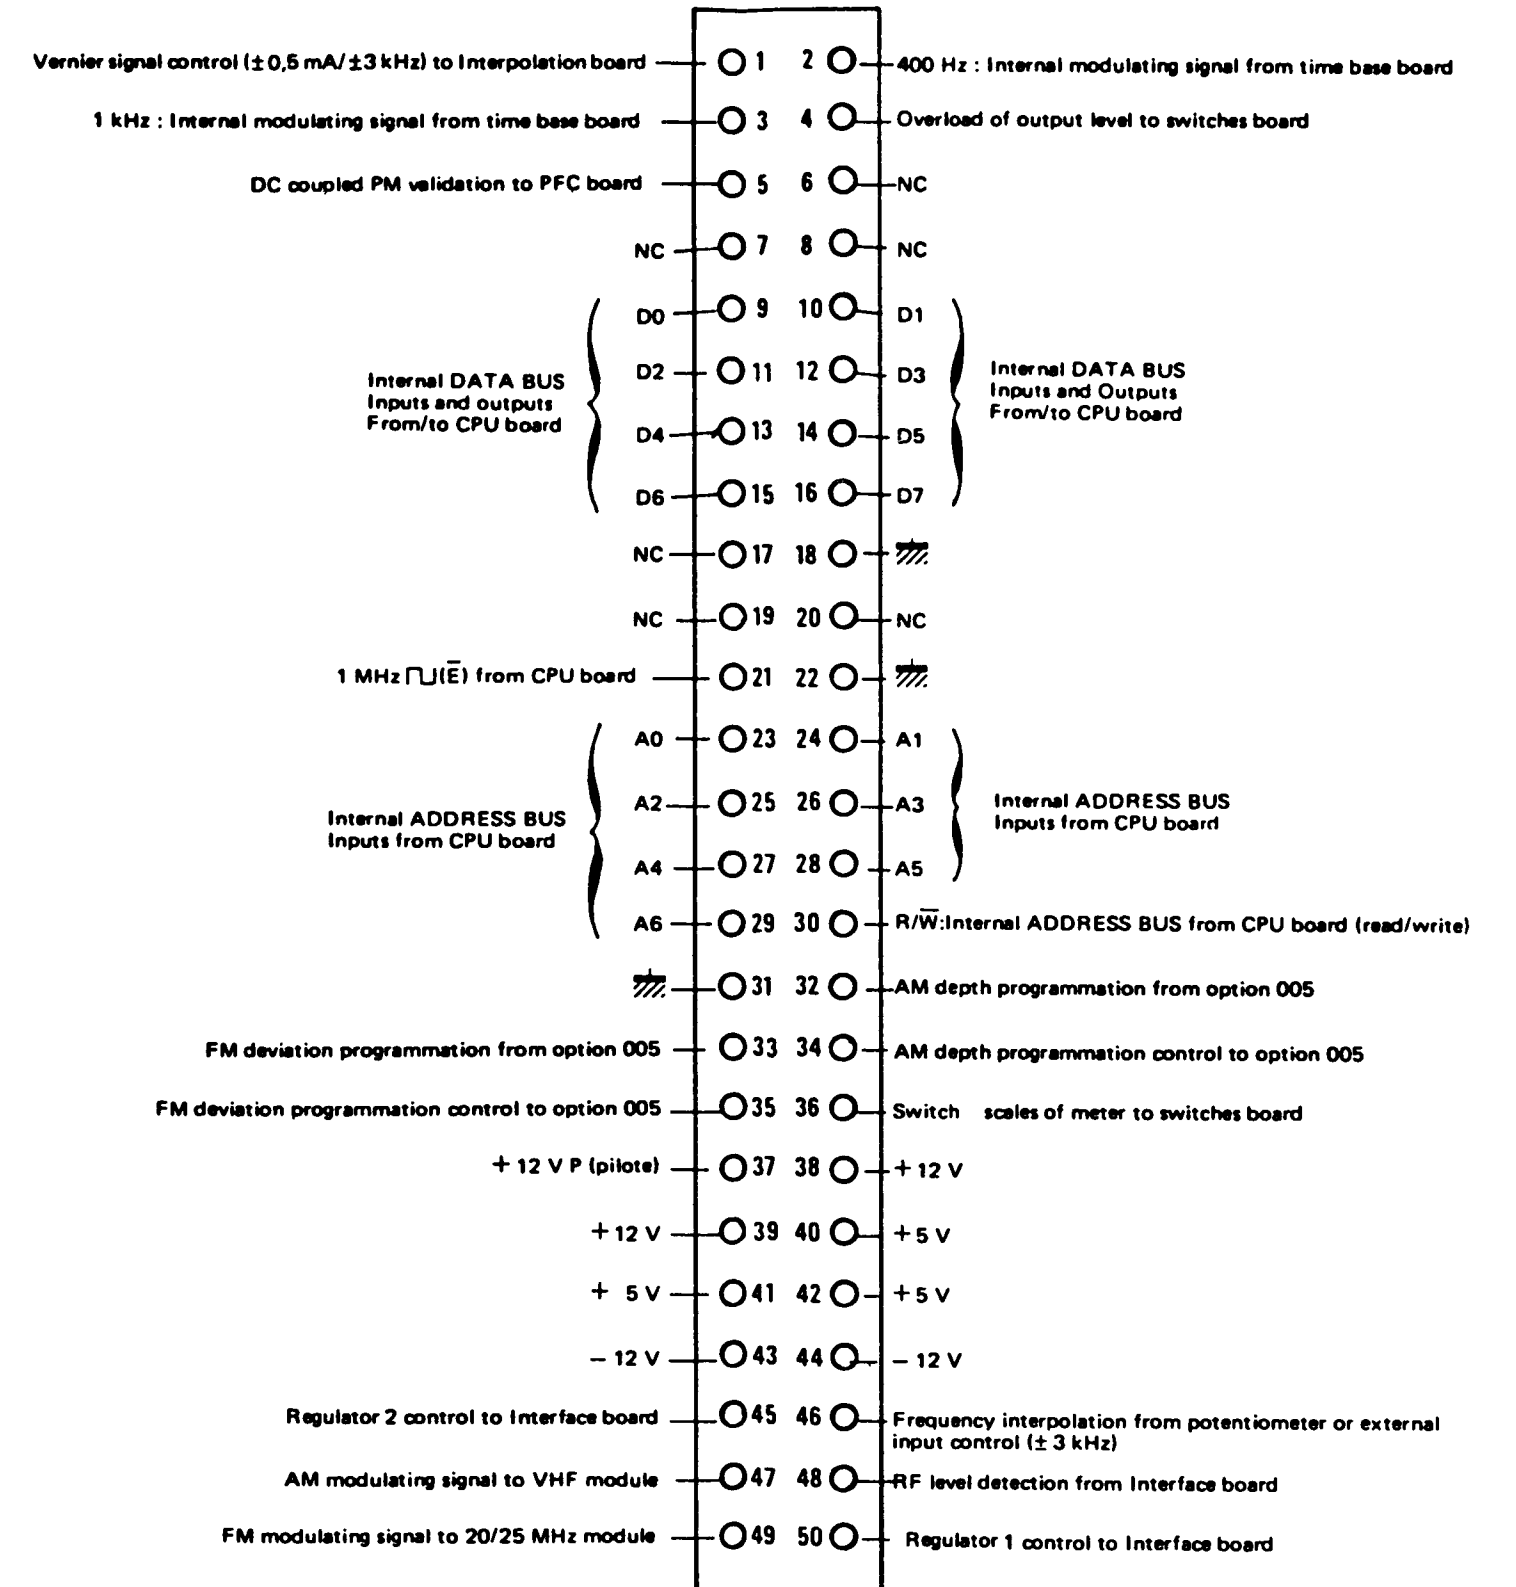 Vernier signal control (± 0,5 mA/ ±3 kHz) to Interpolation board 1 2 400 Hz : Internal modulating signal from time base board
1 kHz : Internal modulating signal from time base board 3 4 Overload of output level to switches board
DC coupled PM validation to PFC board 5 6 NC
NC 7 8 NC
D0 9 10 D1
D2 11 12 D3
Internal DATA BUS
Inputs and outputs
From/to CPU board
Internal DATA BUS
Inputs and Outputs
From/to CPU board
D4 13 14 D5
D6 15 16 D7
NC 17 18
NC 19 20 NC
1 MHz (E̅) from CPU board 21 22
A0 23 24 A1
A2 25 26 A3
Internal ADDRESS BUS
Inputs from CPU board
Internal ADDRESS BUS
Inputs from CPU board
A4 27 28 A5
A6 29 30 R/W̅:Internal ADDRESS BUS from CPU board (read/write)
31 32 AM depth programmation from option 005
FM deviation programmation from option 005 33 34 AM depth programmation control to option 005
FM deviation programmation control to option 005 35 36 Switch scales of meter to switches board
+ 12 V P (pilote) 37 38 + 12 V
+ 12 V 39 40 + 5 V
+ 5 V 41 42 + 5 V
− 12 V 43 44 − 12 V
Regulator 2 control to Interface board 45 46 Frequency interpolation from potentiometer or external
input control (± 3 kHz)
AM modulating signal to VHF module 47 48 RF level detection from Interface board
FM modulating signal to 20/25 MHz module 49 50 Regulator 1 control to Interface board